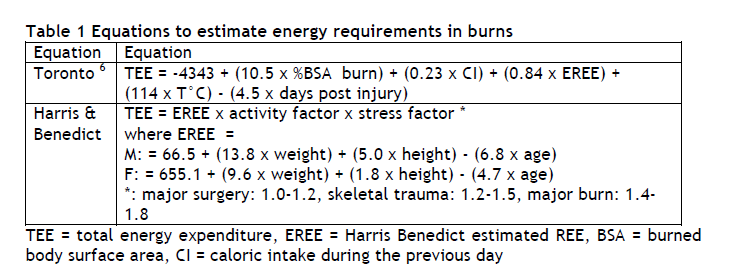 Table 1 Equations to estimate energy requirements in burns
Equation Equation
Toronto 6 TEE = -4343 + (10.5 x %BSA burn) + (0.23 x CI) + (0.84 x EREE) +
(114 x T°C) - (4.5 x days post injury)
Harris & TEE = EREE x activity factor x stress factor *
Benedict where EREE =
M: = 66.5 + (13.8 x weight) + (5.0 x height) - (6.8 x age)
F: = 655.1 + (9.6 x weight) + (1.8 x height) - (4.7 x age)
*: major surgery: 1.0-1.2, skeletal trauma: 1.2-1.5, major burn: 1.4-
1.8
TEE = total energy expenditure, EREE = Harris Benedict estimated REE, BSA = burned
body surface area, CI = caloric intake during the previous day